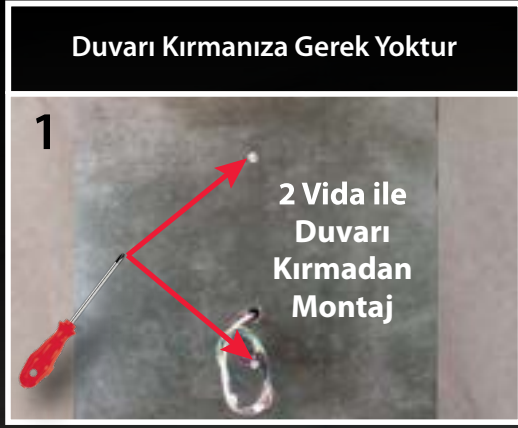 Duvarı Kırmanıza Gerek Yoktur
1
2 Vida ile
Duvarı
Kırmadan
Montaj